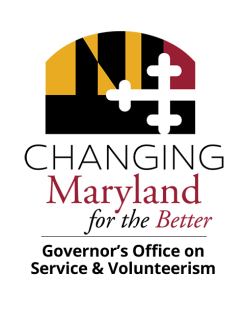 CHANGING
Maryland
for the Better
Governor's Office on
Service & Volunteerism